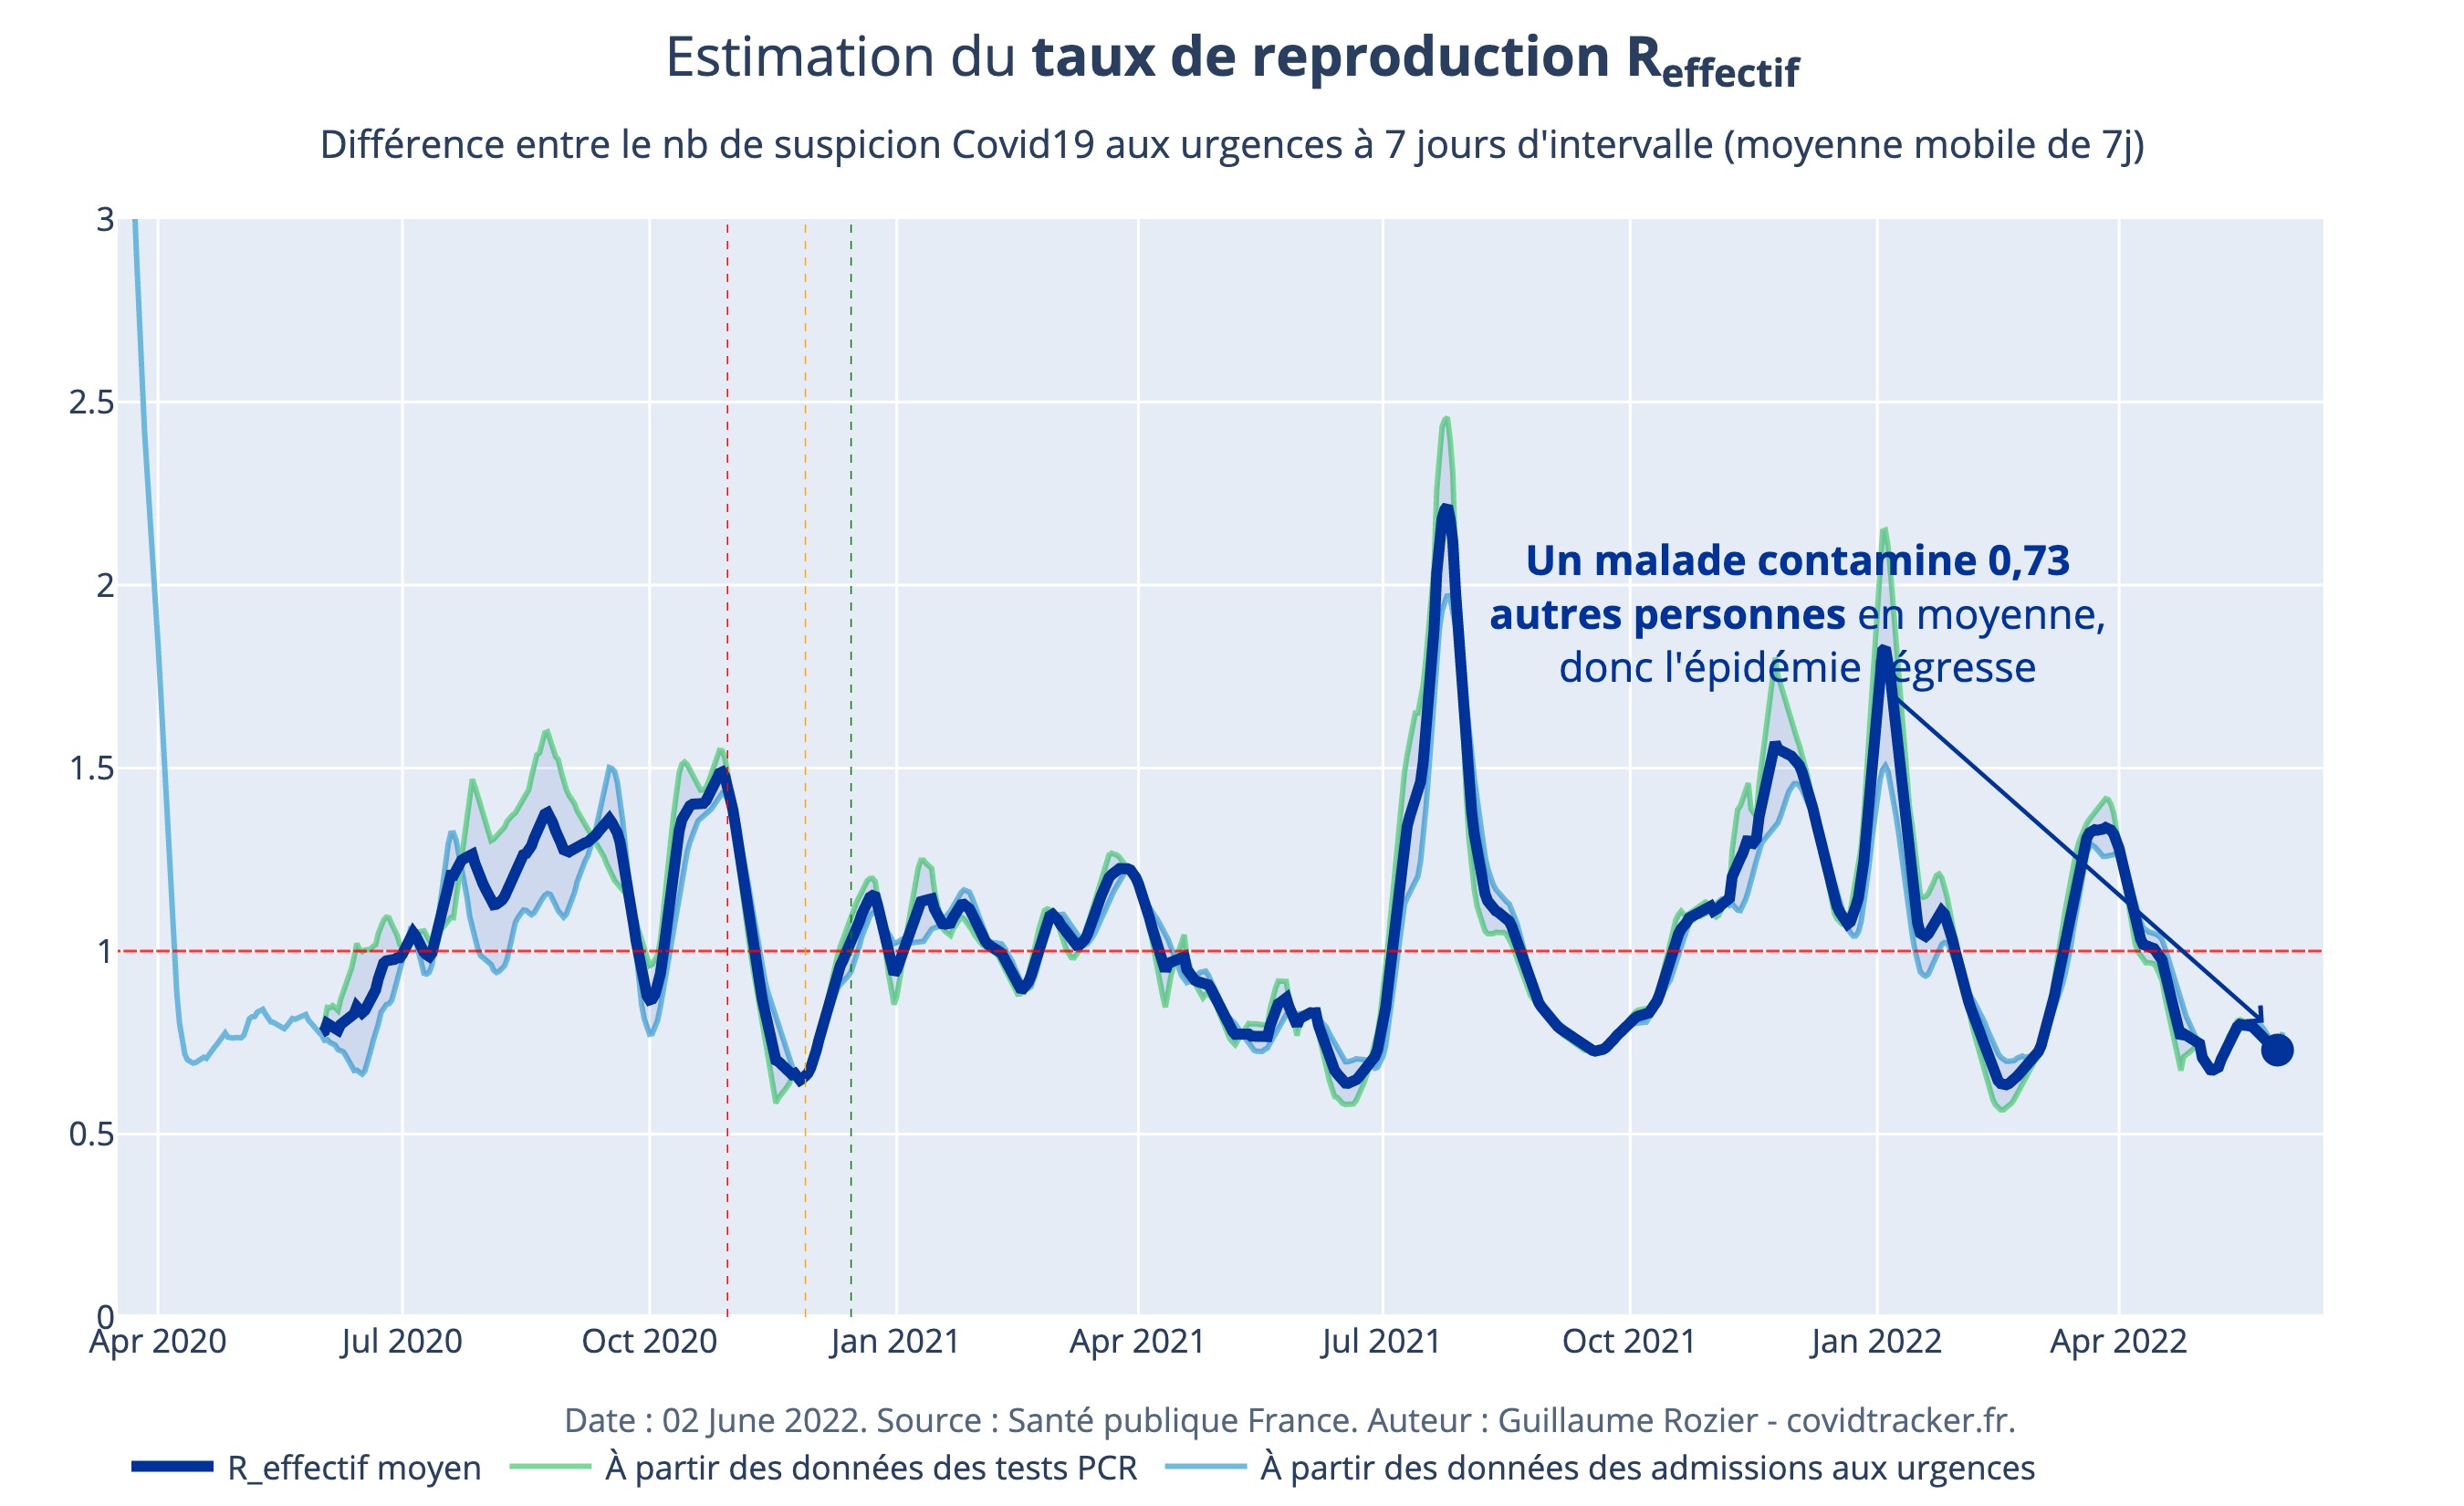 Estimation du taux de reproduction Reffectif
Différence entre le nb de suspicion Covid19 aux urgences à 7 jours d'intervalle (moyenne mobile de 7j)
3
2.5
2
1.5
1
0.5
0
Un malade contamine 0,73
autres personnes en moyenne,
donc l'épidémie régresse
Apr 2020 Jul 2020 Oct 2020 Jan 2021 Apr 2021 Jul 2021 Oct 2021 Jan 2022 Apr 2022
Date : 02 June 2022. Source : Santé publique France. Auteur : Guillaume Rozier - covidtracker.fr.
R_effectif moyen À partir des données des tests PCR À partir des données des admissions aux urgences